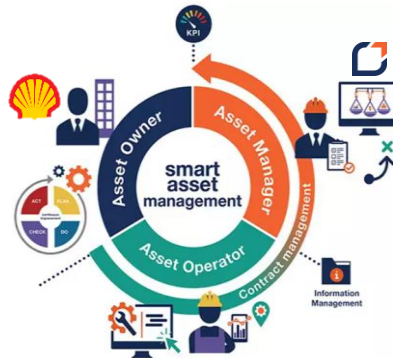 KPI
Asset Owner
Asset Manager
smart
asset
management
ACT
PLAN
CHECK
DO
Asset Operator
Contract management
Information
Management